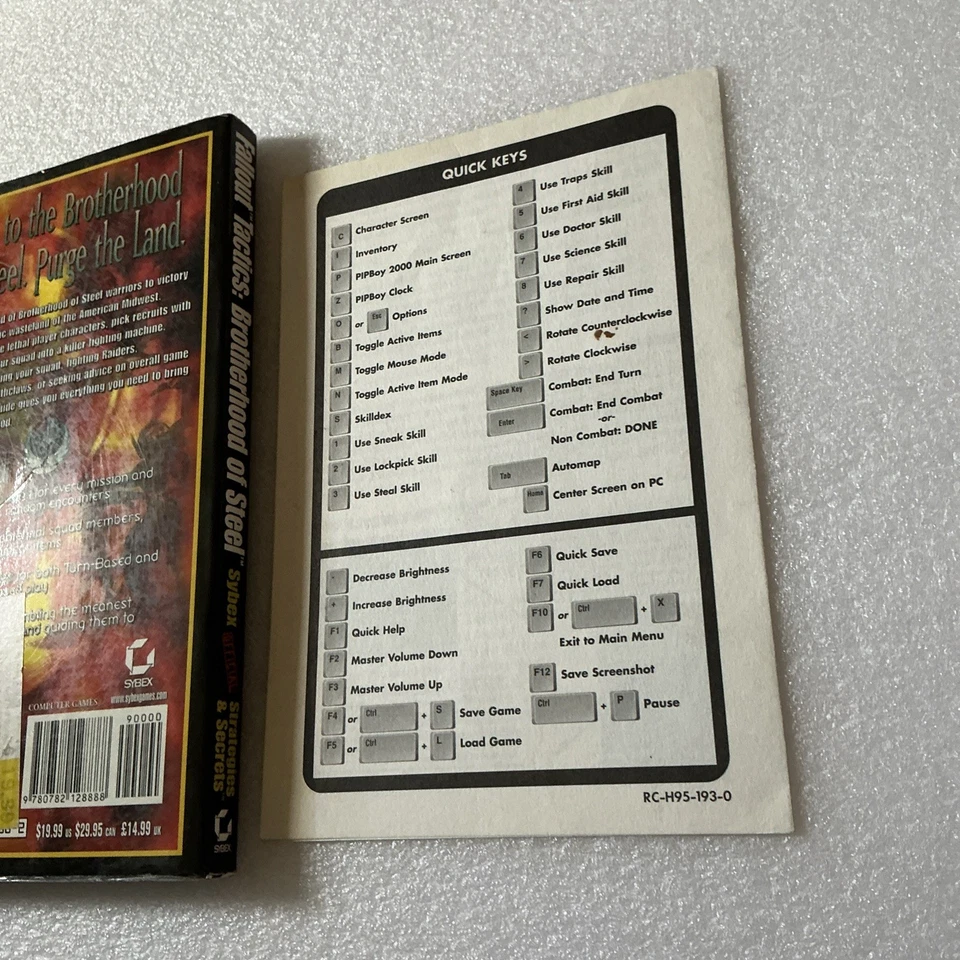 to the Brotherhood
Steel. Purge the Land.
of Brotherhood of Steel warriors to victory
wasteland of the American Midwest.
lethal player characters, pick recruits with
squad into a killer fighting machine.
your squad, fighting Raiders,
or seeking advice on overall game
gives you everything you need to bring
for every mission and
random encounters
squad members,
both Turn-Based and
play
the meanest
and guiding them to
SYBEX
COMPUTER GAMES
www.sybexgames.com
90000
9 780782 128888
$19.99 US $29.95 CAN £14.99 UK
Fallout™ Tactics: Brotherhood of Steel™ Sybex OFFICIAL Strategies & Secrets™
SYBEX
QUICK KEYS
C Character Screen
I Inventory
P PIPBoy 2000 Main Screen
Z PIPBoy Clock
O or Esc Options
B Toggle Active Items
M Toggle Mouse Mode
N Toggle Active Item Mode
S Skilldex
1 Use Sneak Skill
2 Use Lockpick Skill
3 Use Steal Skill
4 Use Traps Skill
5 Use First Aid Skill
6 Use Doctor Skill
7 Use Science Skill
8 Use Repair Skill
? Show Date and Time
< Rotate Counterclockwise
> Rotate Clockwise
Space Key Combat: End Turn
Enter Combat: End Combat
-or-
Non Combat: DONE
Tab Automap
Home Center Screen on PC
- Decrease Brightness
+ Increase Brightness
F1 Quick Help
F2 Master Volume Down
F3 Master Volume Up
F4 or Ctrl + S Save Game
F5 or Ctrl + L Load Game
F6 Quick Save
F7 Quick Load
F10 or Ctrl + X
Exit to Main Menu
F12 Save Screenshot
Ctrl + P Pause
RC-H95-193-0